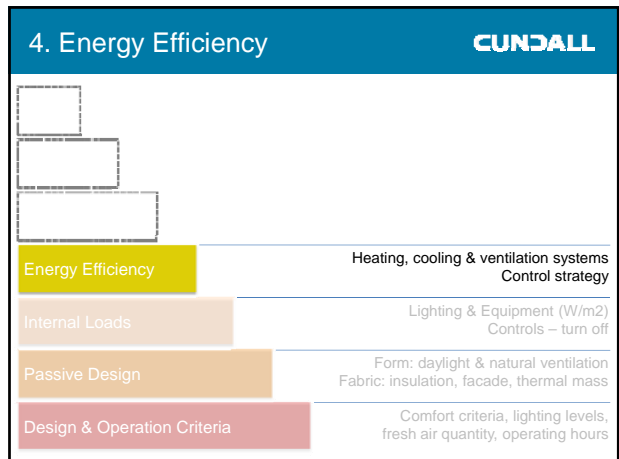 4. Energy Efficiency
CUNDALL
Energy Efficiency
Heating, cooling & ventilation systems
Control strategy
Internal Loads
Lighting & Equipment (W/m2)
Controls – turn off
Passive Design
Form: daylight & natural ventilation
Fabric: insulation, facade, thermal mass
Design & Operation Criteria
Comfort criteria, lighting levels,
fresh air quantity, operating hours